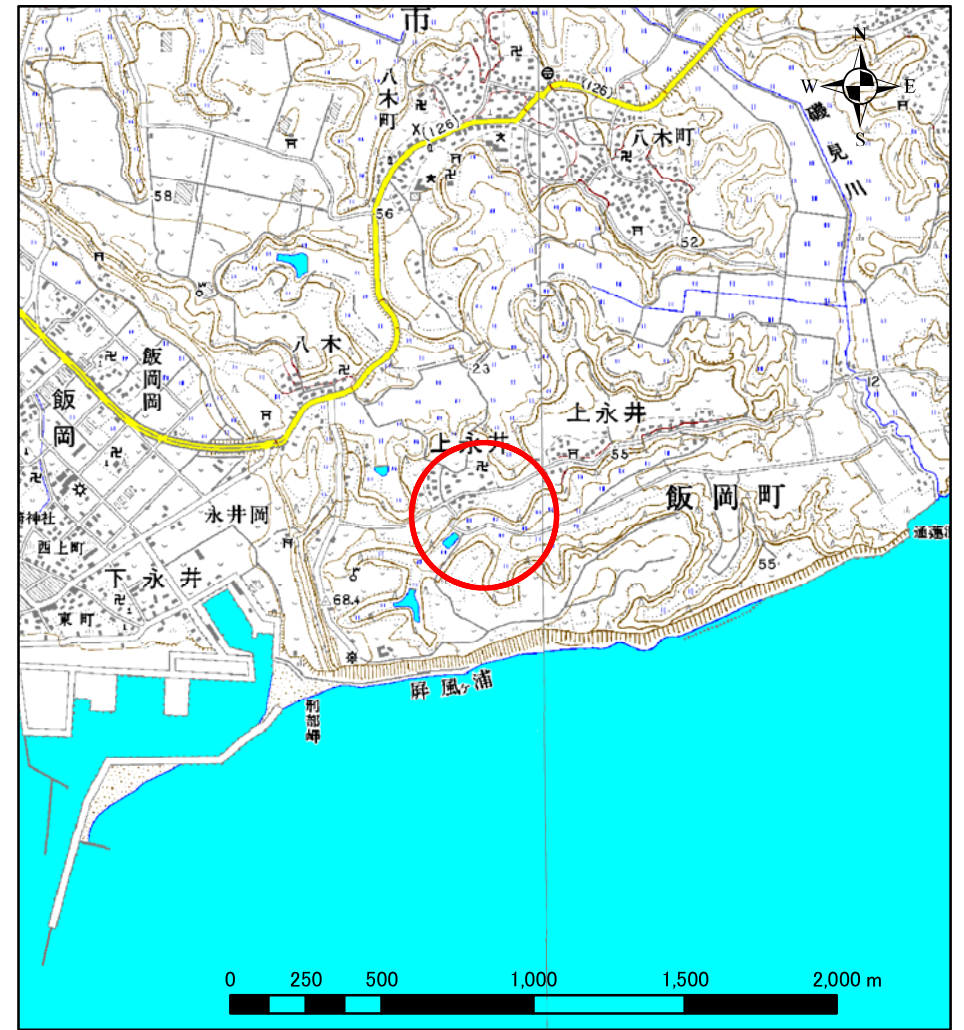 市
八木町
(126)
(126)
N
W
E
S
磯見川
八木町
58
56
52
八木
23
12
飯岡
飯岡岡
上永井
上永井
55
飯岡町
永井岡
西上町
下永井
東町
68.4
55
屏風ヶ浦
刑部岬
0 250 500 1,000 1,500 2,000 m